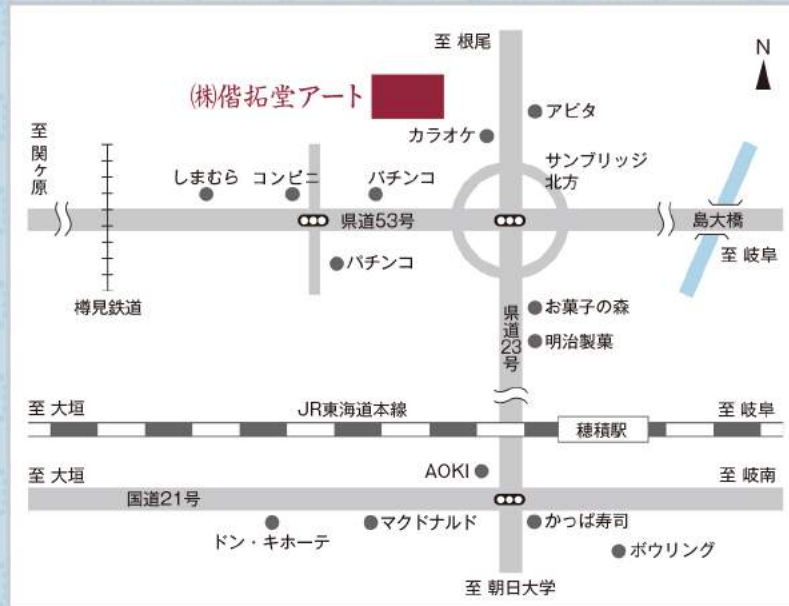 至 根尾
N
㈱偕拓堂アート
アピタ
カラオケ
至 関ヶ原
サンブリッジ
北方
しまむら
コンビニ
パチンコ
県道53号
島大橋
パチンコ
至 岐阜
樽見鉄道
お菓子の森
県道23号
明治製菓
至 大垣
JR東海道本線
至 岐阜
穂積駅
至 大垣
AOKI
至 岐南
国道21号
マクドナルド
かっぱ寿司
ドン・キホーテ
ボウリング
至 朝日大学